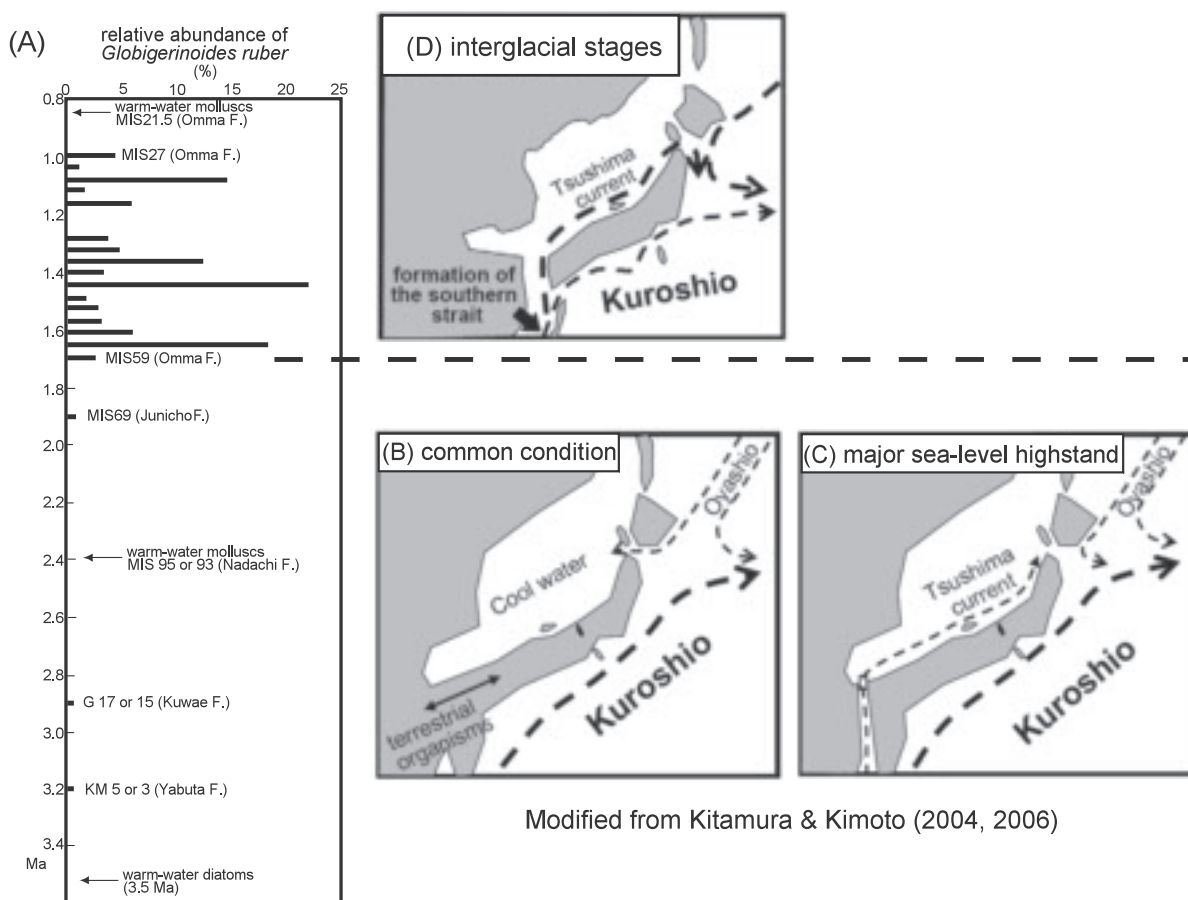 (A)
relative abundance of
Globigerinoides ruber
(%)
0 5 10 15 20 25
0.8
warm-water molluscs
MIS21.5 (Omma F.)
1.0
MIS27 (Omma F.)
1.2
1.4
1.6
MIS59 (Omma F.)
1.8
MIS69 (Junicho F.)
2.0
2.2
2.4
warm-water molluscs
MIS 95 or 93 (Nadachi F.)
2.6
2.8
G 17 or 15 (Kuwae F.)
3.0
3.2
KM 5 or 3 (Yabuta F.)
3.4
Ma
warm-water diatoms
(3.5 Ma)
(D) interglacial stages
Tsushima
current
formation of
the southern
strait
Kuroshio
(B) common condition
Oyashio
Cool water
Kuroshio
terrestrial
organisms
(C) major sea-level highstand
Oyashio
Tsushima
current
Kuroshio
Modified from Kitamura & Kimoto (2004, 2006)